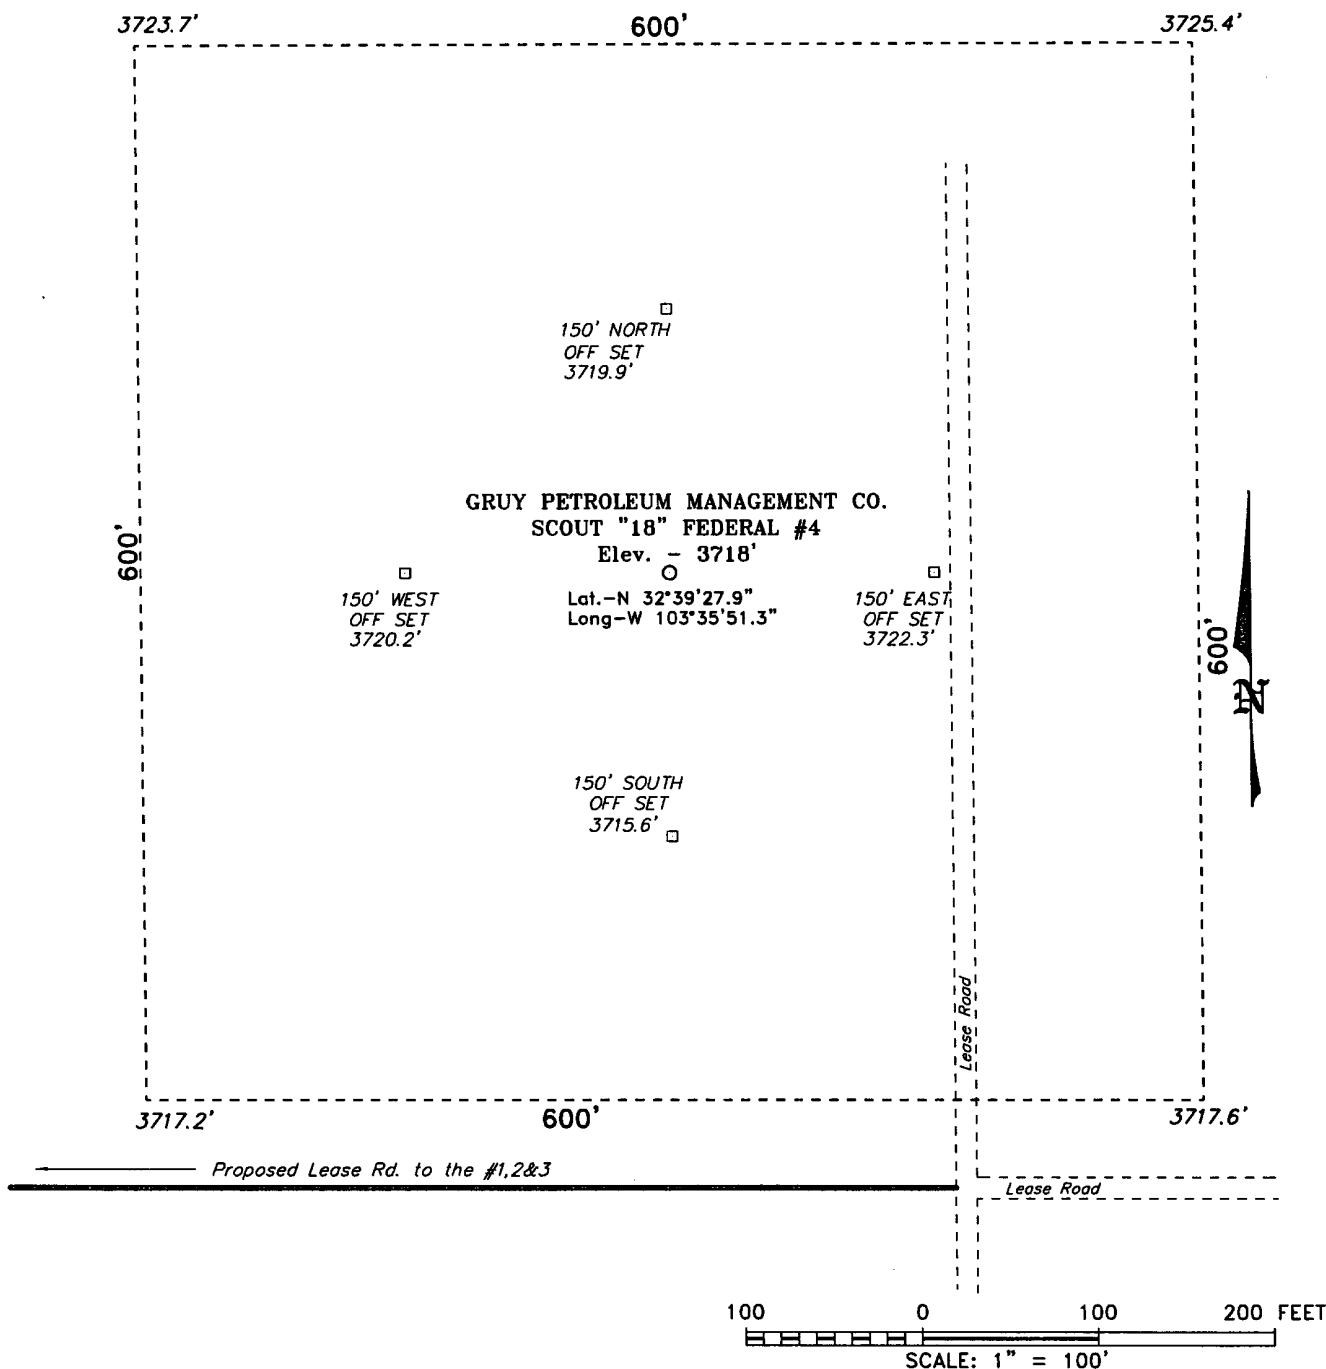 3723.7'
600'
3725.4'
150' NORTH
OFF SET
3719.9'
GRUY PETROLEUM MANAGEMENT CO.
SCOUT "18" FEDERAL #4
Elev. - 3718'
600'
150' WEST
OFF SET
3720.2'
Lat.-N 32°39'27.9"
Long-W 103°35'51.3"
150' EAST
OFF SET
3722.3'
600'
N
150' SOUTH
OFF SET
3715.6'
Lease Road
3717.2'
600'
3717.6'
Proposed Lease Rd. to the #1,2&3
Lease Road
100 0 100 200 FEET
SCALE: 1" = 100'